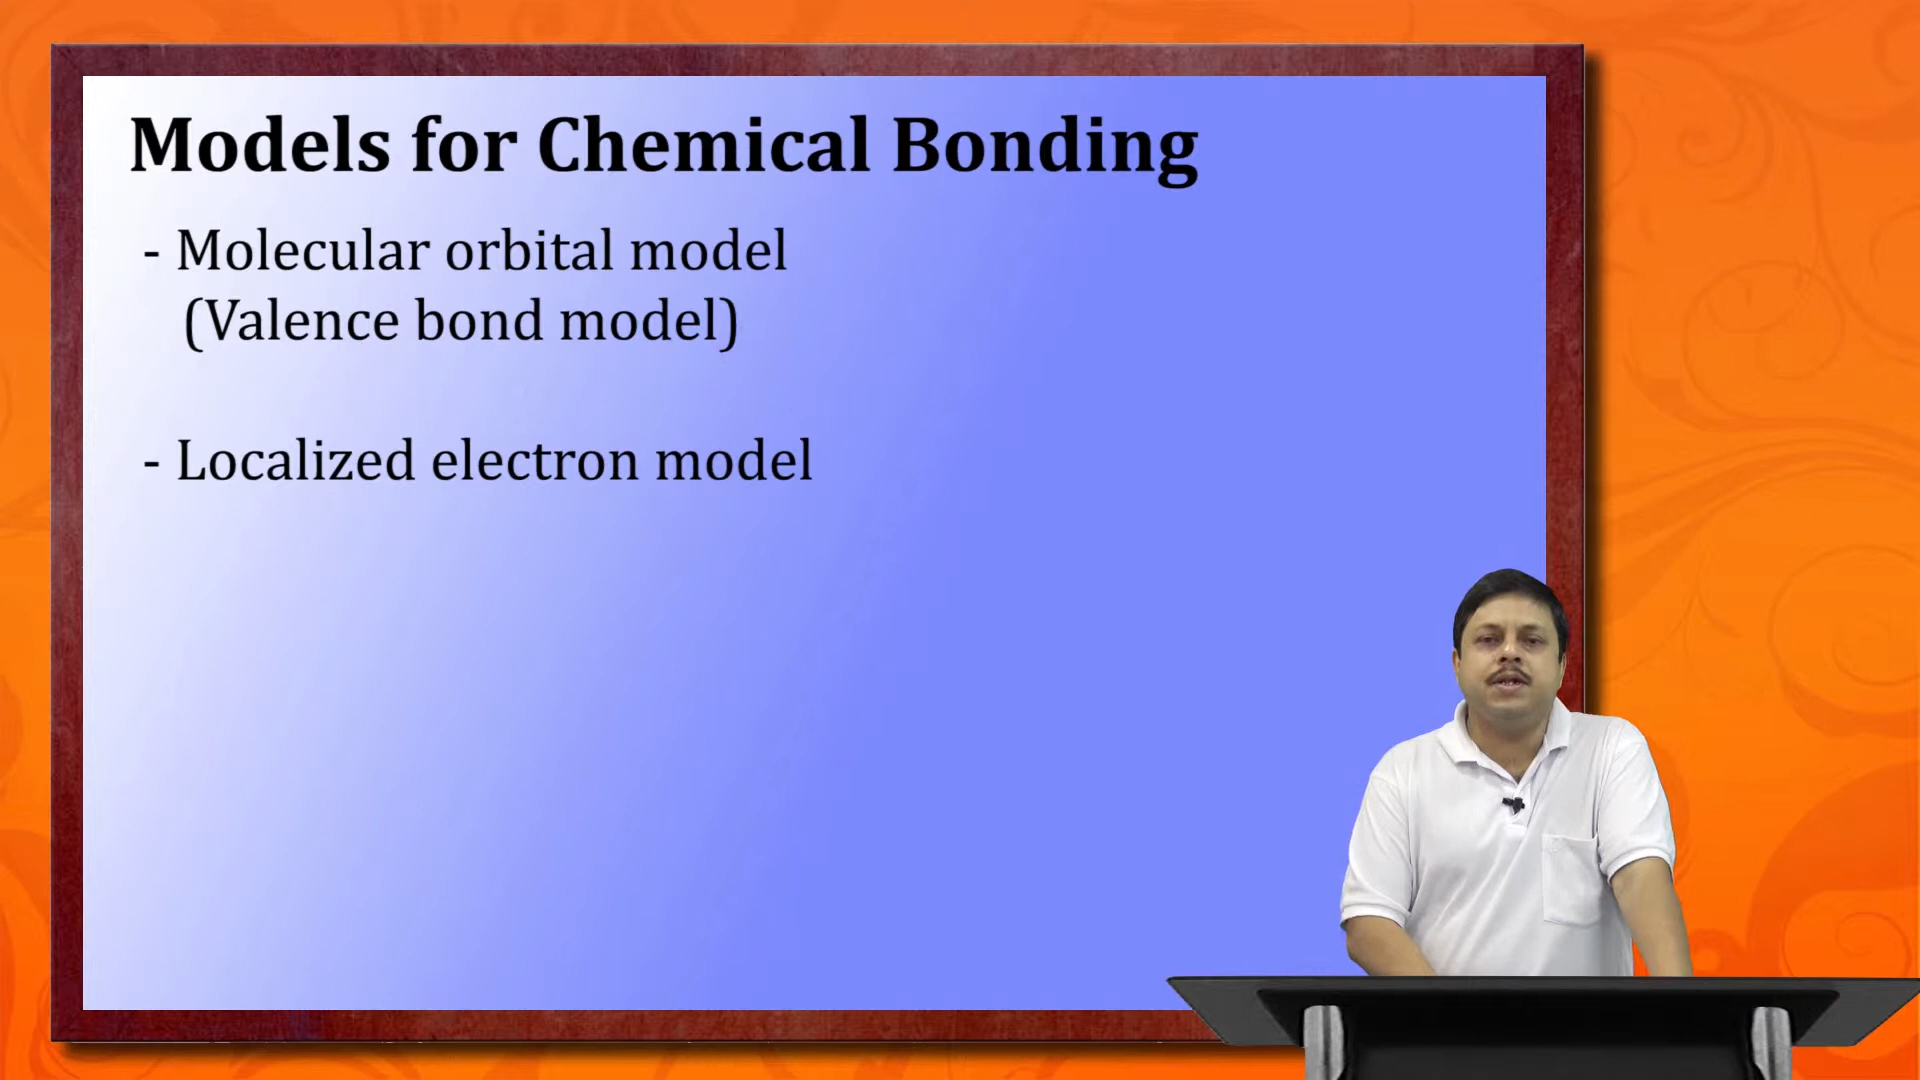 Models for Chemical Bonding
- Molecular orbital model
(Valence bond model)
- Localized electron model